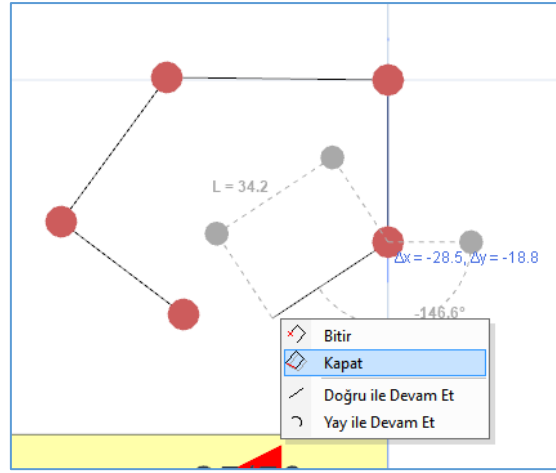 L = 34.2
Δx = -28.5, Δy = -18.8
-146.6°
Bitir
Kapat
Doğru ile Devam Et
Yay ile Devam Et